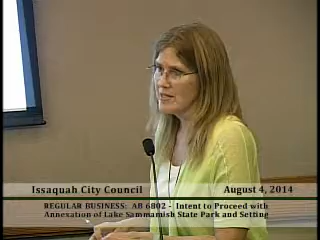 Issaquah City Council August 4, 2014
REGULAR BUSINESS: AB 6802 - Intent to Proceed with
Annexation of Lake Sammamish State Park and Setting